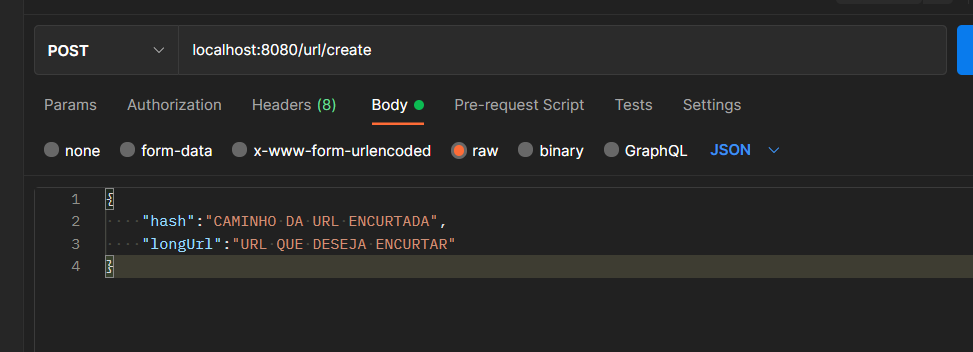 POST localhost:8080/url/create
Params Authorization Headers (8) Body Pre-request Script Tests Settings
none form-data x-www-form-urlencoded raw binary GraphQL JSON
1 {
2 "hash":"CAMINHO DA URL ENCURTADA",
3 "longUrl":"URL QUE DESEJA ENCURTAR"
4 }